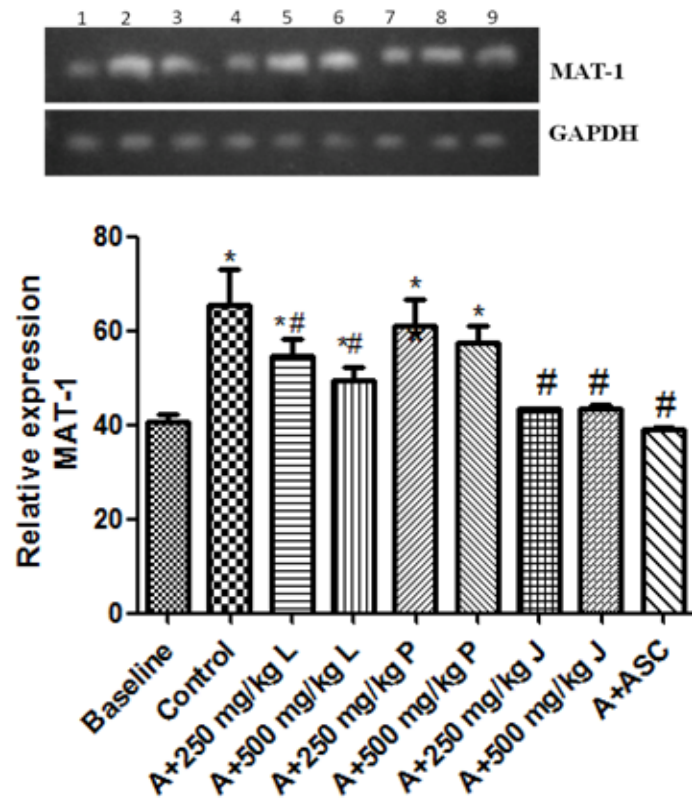 1 2 3 4 5 6 7 8 9
MAT-1
GAPDH
80
60
40
20
0
Relative expression
MAT-1
*
*#
*#
*
*
*
#
#
#
Baseline
Control
A+250 mg/kg L
A+500 mg/kg L
A+250 mg/kg P
A+500 mg/kg P
A+250 mg/kg J
A+500 mg/kg J
A+ASC